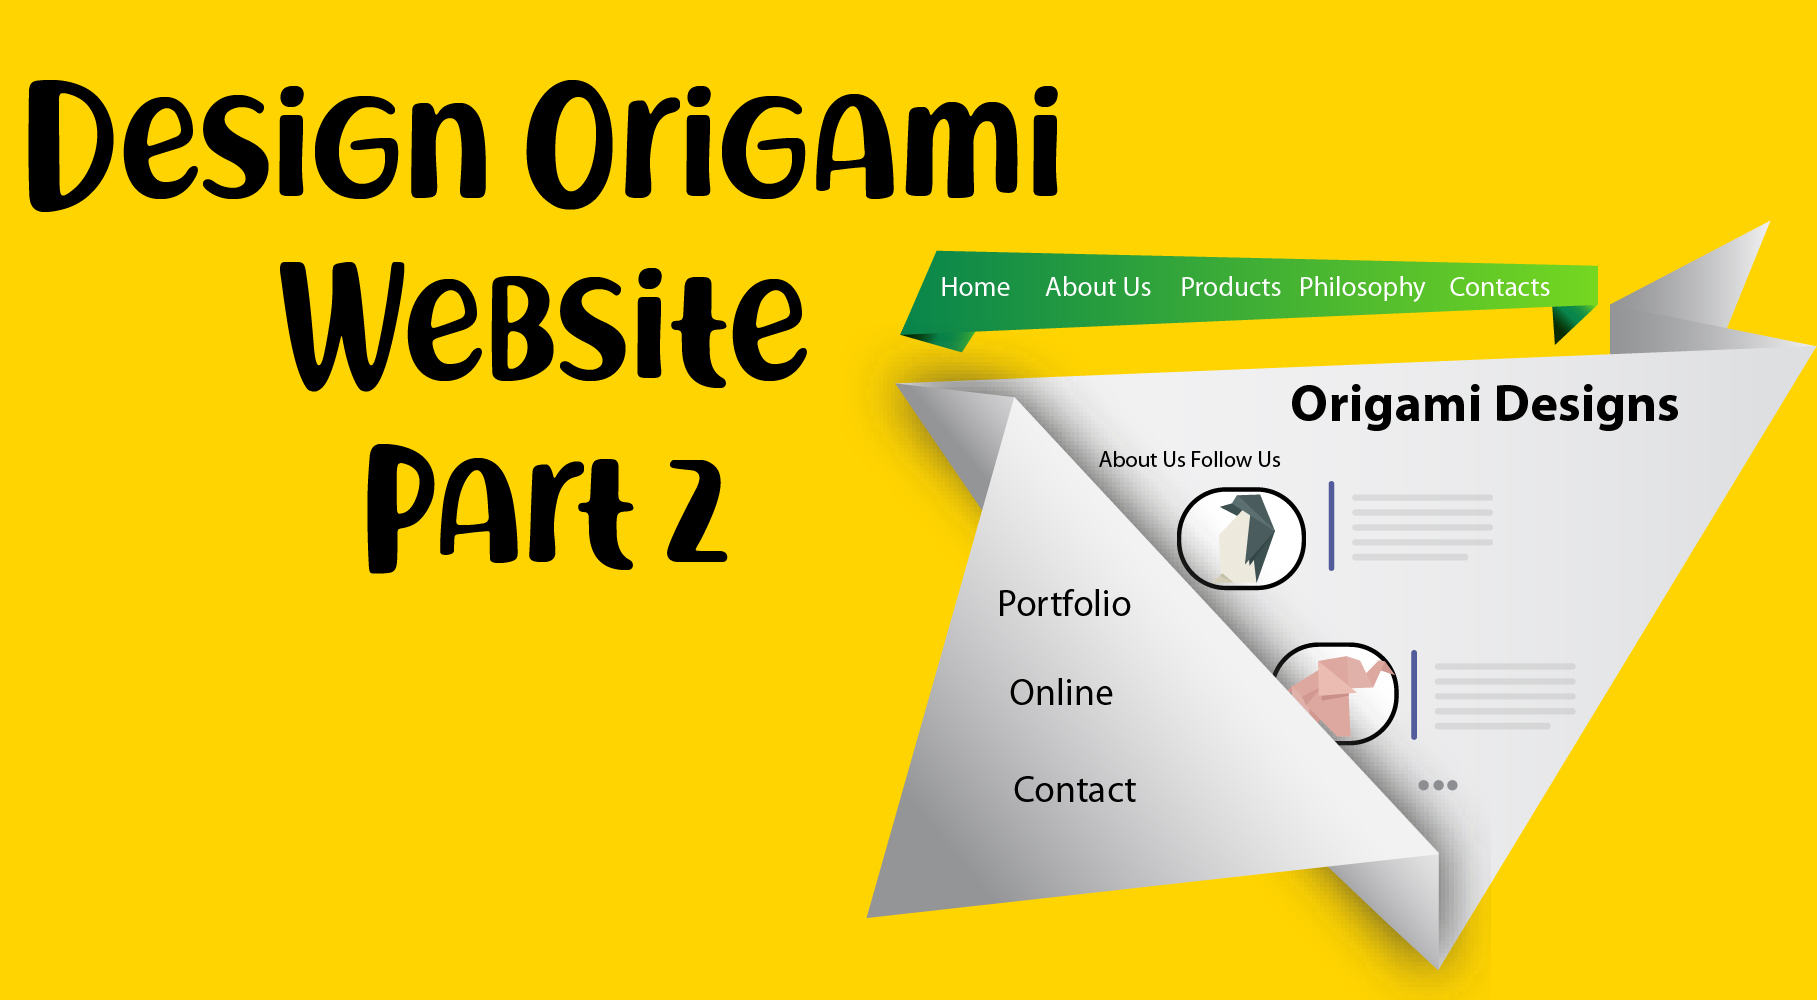 Design Origami
Website
Part 2
Home About Us Products Philosophy Contacts
Origami Designs
About Us Follow Us
Portfolio
Online
Contact